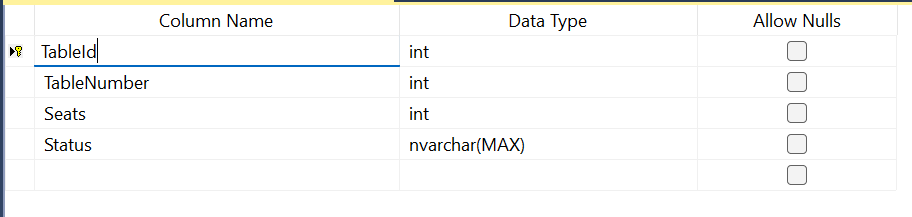 Column Name Data Type Allow Nulls
TableId int
TableNumber int
Seats int
Status nvarchar(MAX)